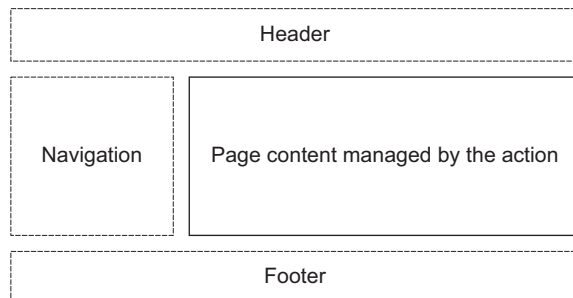 Header
Navigation
Page content managed by the action
Footer